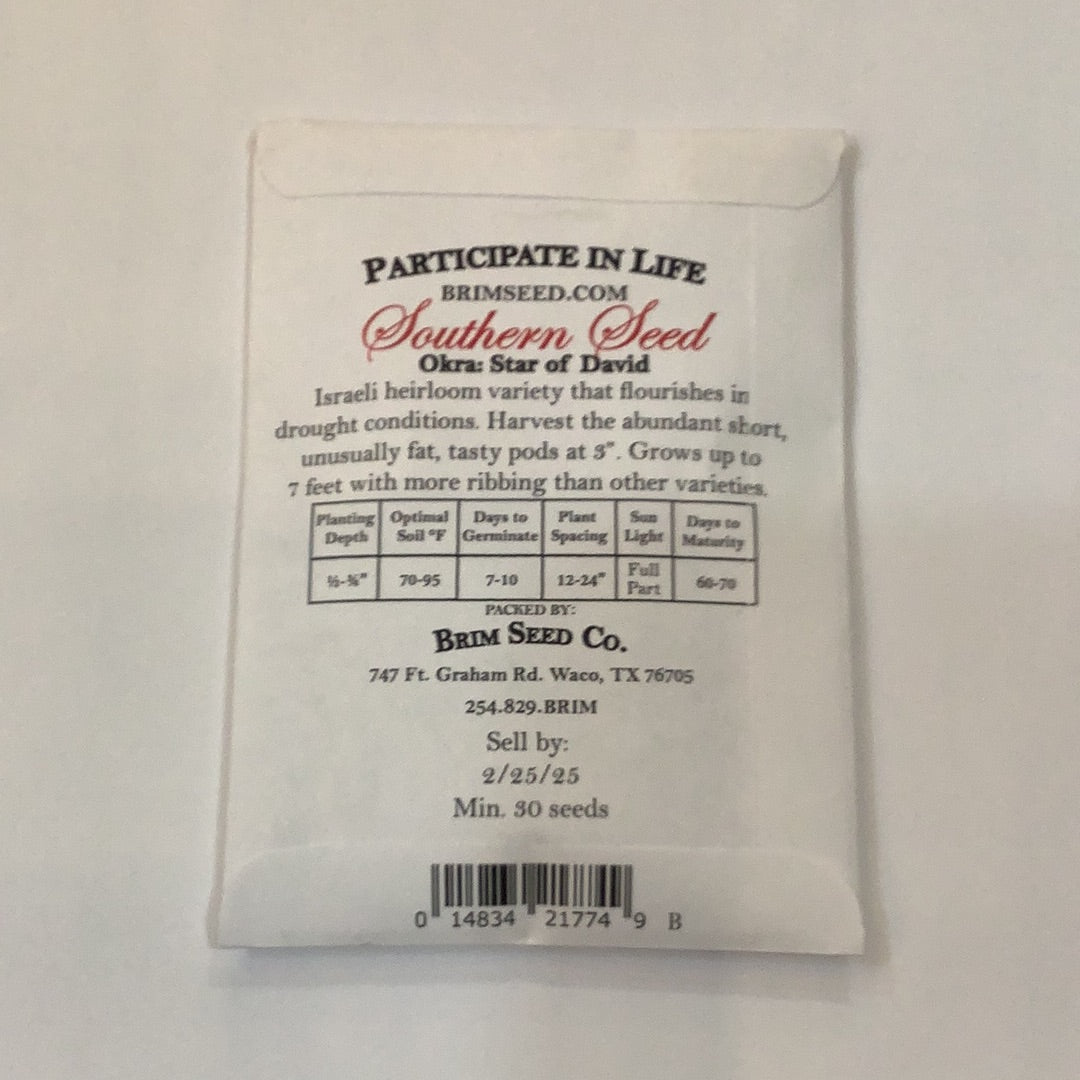 PARTICIPATE IN LIFE
BRIMSEED.COM
Southern Seed
Okra: Star of David
Israeli heirloom variety that flourishes in
drought conditions. Harvest the abundant short,
unusually fat, tasty pods at 3". Grows up to
7 feet with more ribbing than other varieties.
Planting Depth Optimal Soil °F Days to Germinate Plant Spacing Sun Light Days to Maturity
½-¾" 70-95 7-10 12-24" Full Part 60-70
PACKED BY:
BRIM SEED CO.
747 Ft. Graham Rd. Waco, TX 76705
254.829.BRIM
Sell by:
2/25/25
Min. 30 seeds
0 14834 21774 9 B